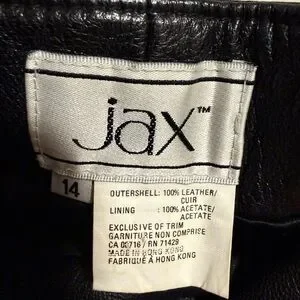 jax™
14
OUTERSHELL: 100% LEATHER/
CUIR
LINING : 100% ACETATE/
ACETATE
EXCLUSIVE OF TRIM
GARNITURE NON COMPRISE
CA 00716/ RN 71429
MADE IN HONG KONG
FABRIQUÉ À HONG KONG